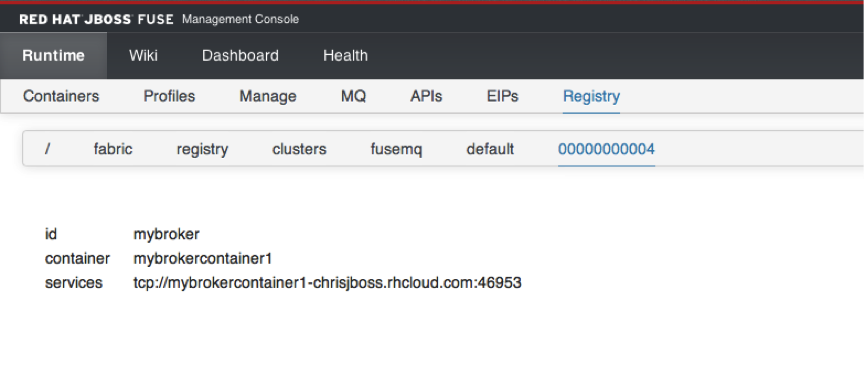 RED HAT JBOSS FUSE Management Console
Runtime Wiki Dashboard Health
Containers Profiles Manage MQ APIs EIPs Registry
/ fabric registry clusters fusemq default 00000000004
id mybroker
container mybrokercontainer1
services tcp://mybrokercontainer1-chrisjboss.rhcloud.com:46953